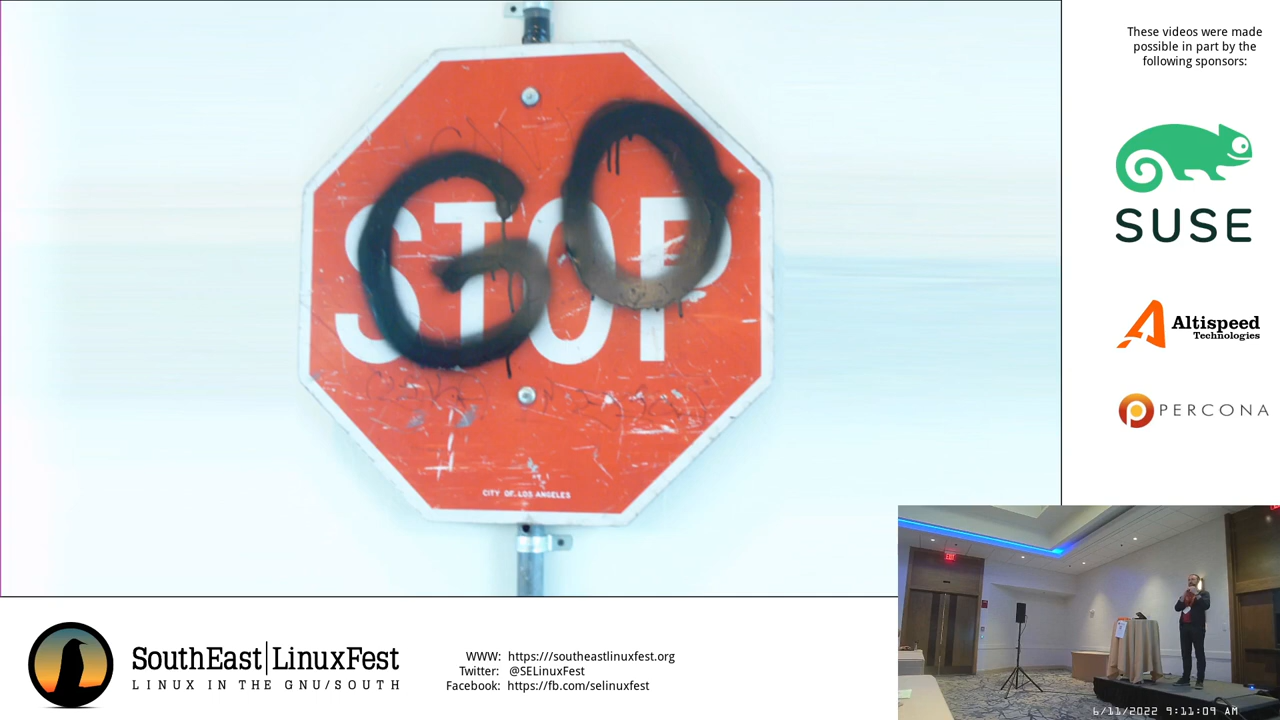 STOP
GO
CITY OF LOS ANGELES
These videos were made
possible in part by the
following sponsors:
SUSE
Altispeed
Technologies
PERCONA
EXIT
SouthEast LinuxFest
LINUX IN THE GNU/SOUTH
WWW: https:///southeastlinuxfest.org
Twitter: @SELinuxFest
Facebook: https://fb.com/selinuxfest
6/11/2022 9:11:09 AM